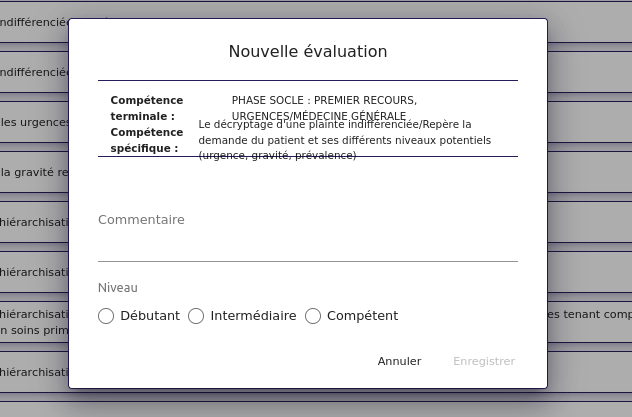 indifférenciée
indifférenciée
les urgences
la gravité re
hiérarchisati
hiérarchisati
hiérarchisati
n soins prim
es tenant comp
hiérarchisati
Nouvelle évaluation
Compétence
terminale :
PHASE SOCLE : PREMIER RECOURS,
URGENCES/MÉDECINE GÉNÉRALE
Compétence
spécifique :
Le décryptage d'une plainte indifférenciée/Repère la
demande du patient et ses différents niveaux potentiels
(urgence, gravité, prévalence)
Commentaire
Niveau
Débutant Intermédiaire Compétent
Annuler Enregistrer